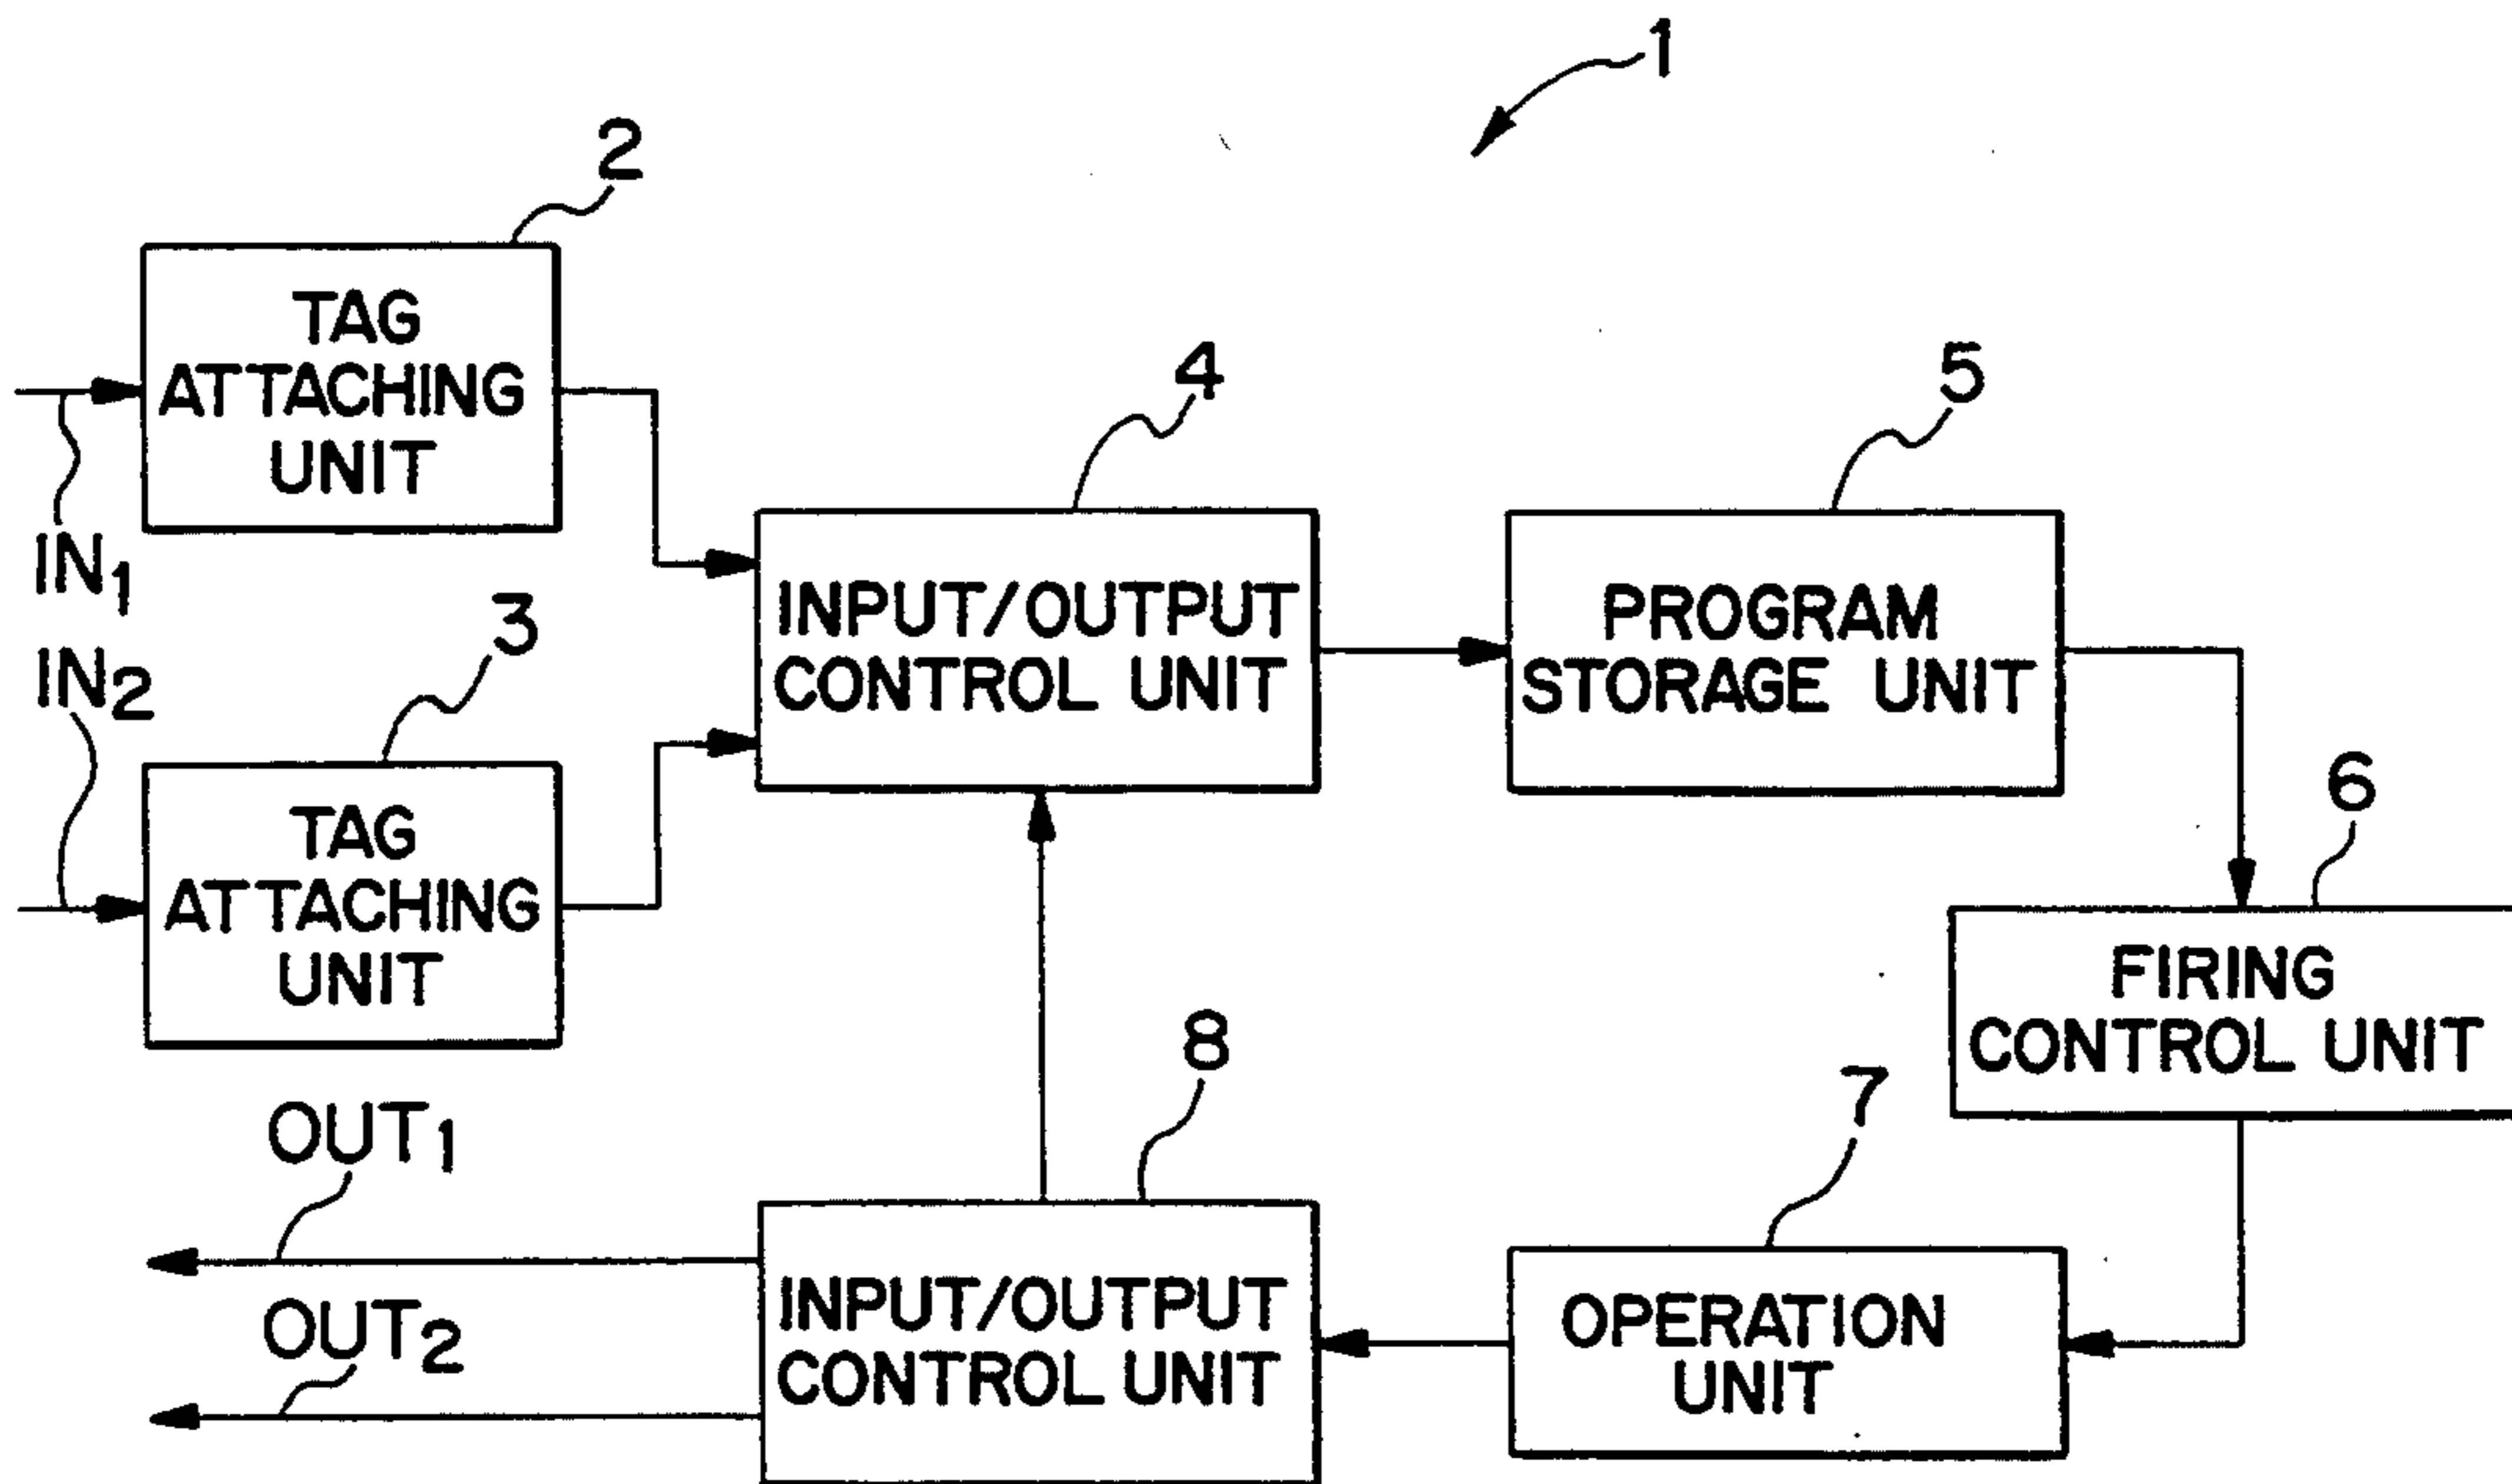 1
2
TAG
ATTACHING
UNIT
IN1
IN2
3
TAG
ATTACHING
UNIT
4
INPUT/OUTPUT
CONTROL UNIT
5
PROGRAM
STORAGE UNIT
6
FIRING
CONTROL UNIT
7
OPERATION
UNIT
8
INPUT/OUTPUT
CONTROL UNIT
OUT1
OUT2